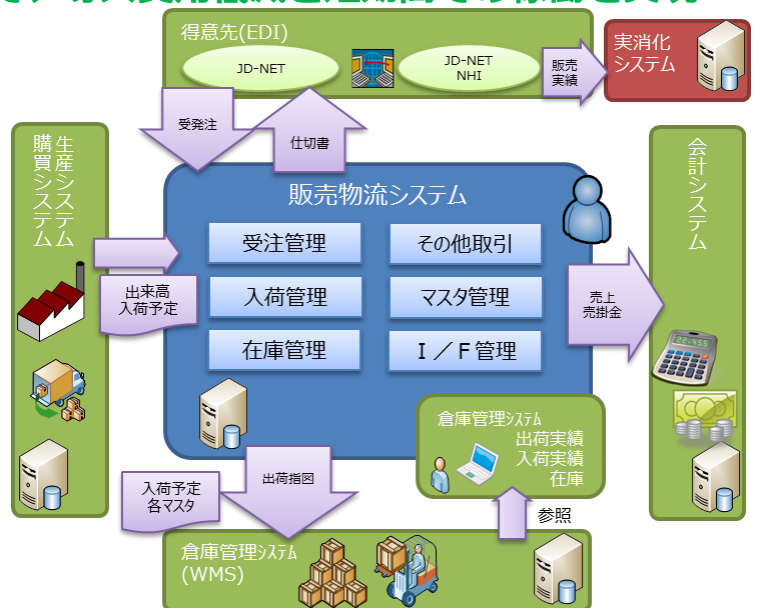 得意先(EDI)
JD-NET
JD-NET
NHI
販売
実績
実消化
システム
受発注
仕切書
生産システム
購買システム
販売物流システム
受注管理
その他取引
入荷管理
マスタ管理
在庫管理
Ｉ／Ｆ管理
出来高
入荷予定
売上
売掛金
会計システム
倉庫管理ｼｽﾃﾑ
出荷実績
入荷実績
在庫
入荷予定
各マスタ
出荷指図
参照
倉庫管理ｼｽﾃﾑ
(WMS)